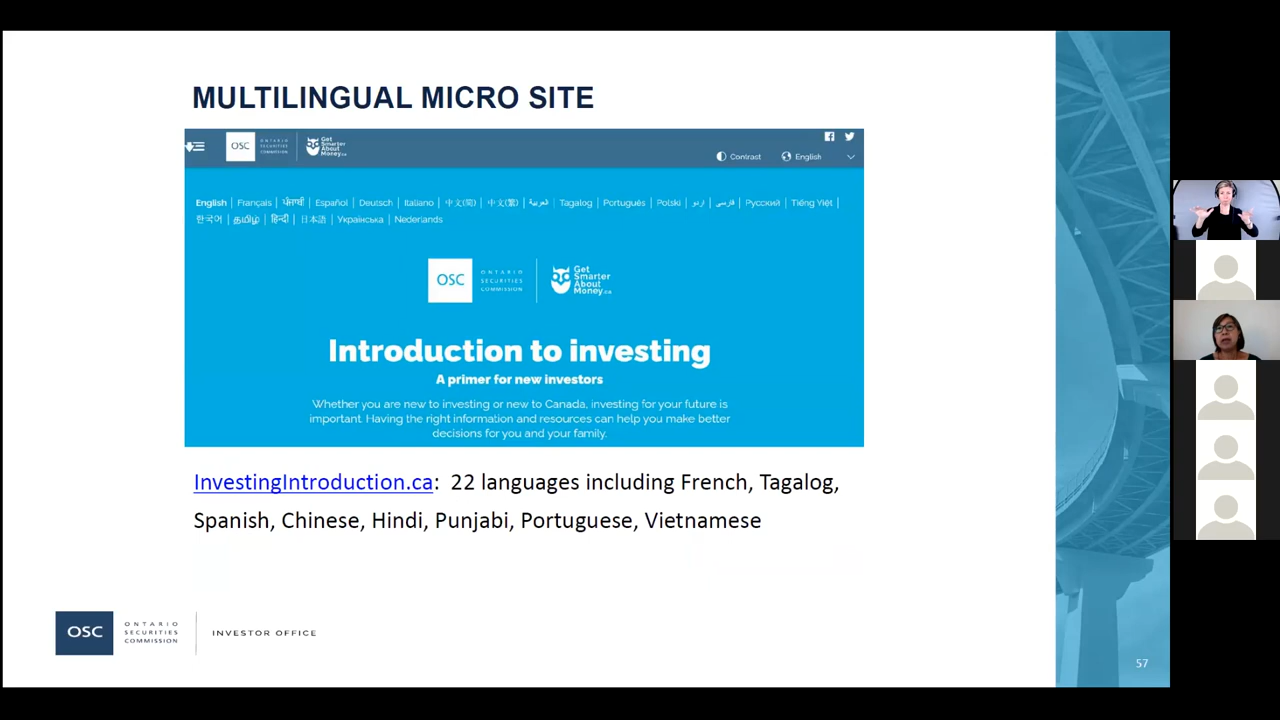 MULTILINGUAL MICRO SITE
OSC
ONTARIO
SECURITIES
COMMISSION
Get
Smarter
About
Money.ca
Contrast
English
English | Français | ਪੰਜਾਬੀ | Español | Deutsch | Italiano | 中文(简) | 中文(繁) | العربية | Tagalog | Português | Polski | اردو | فارسی | Русский | Tiếng Việt |
한국어 | தமிழ் | हिन्दी | 日本語 | Українська | Nederlands
OSC
ONTARIO
SECURITIES
COMMISSION
Get
Smarter
About
Money.ca
Introduction to investing
A primer for new investors
Whether you are new to investing or new to Canada, investing for your future is
important. Having the right information and resources can help you make better
decisions for you and your family.
InvestingIntroduction.ca: 22 languages including French, Tagalog,
Spanish, Chinese, Hindi, Punjabi, Portuguese, Vietnamese
OSC
ONTARIO
SECURITIES
COMMISSION
INVESTOR OFFICE
57